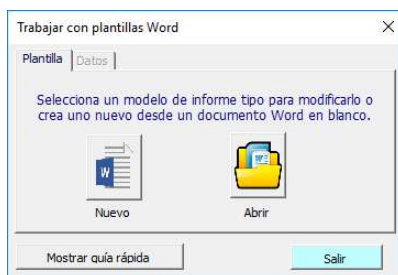 Trabajar con plantillas Word
Plantilla
Datos
Selecciona un modelo de informe tipo para modificarlo o
crea uno nuevo desde un documento Word en blanco.
Nuevo
Abrir
Mostrar guía rápida
Salir